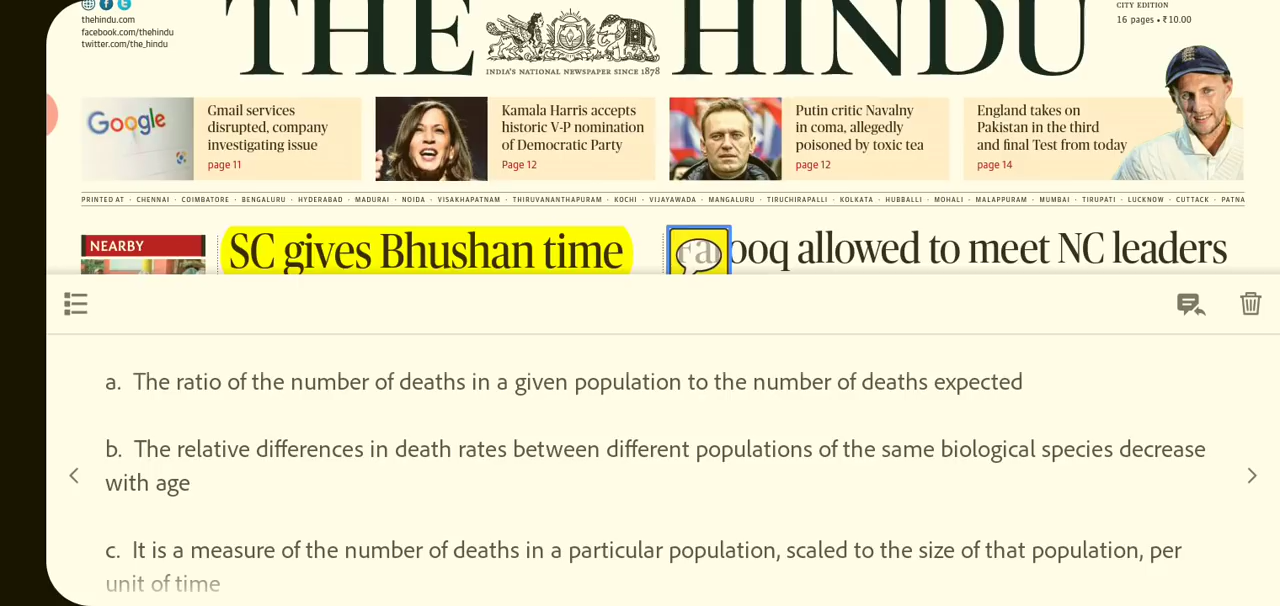 thehindu.com
facebook.com/thehindu
twitter.com/the_hindu
THE HINDU
INDIA'S NATIONAL NEWSPAPER SINCE 1878
CITY EDITION
16 pages • ₹10.00
Google
Gmail services
disrupted, company
investigating issue
page 11
Kamala Harris accepts
historic V-P nomination
of Democratic Party
Page 12
Putin critic Navalny
in coma, allegedly
poisoned by toxic tea
page 12
England takes on
Pakistan in the third
and final Test from today
page 14
PRINTED AT · CHENNAI · COIMBATORE · BENGALURU · HYDERABAD · MADURAI · NOIDA · VISAKHAPATNAM · THIRUVANANTHAPURAM · KOCHI · VIJAYAWADA · MANGALURU · TIRUCHIRAPALLI · KOLKATA · HUBBALLI · MOHALI · MALAPPURAM · MUMBAI · TIRUPATI · LUCKNOW · CUTTACK · PATNA
NEARBY
SC gives Bhushan time
Farooq allowed to meet NC leaders
a. The ratio of the number of deaths in a given population to the number of deaths expected
b. The relative differences in death rates between different populations of the same biological species decrease
with age
c. It is a measure of the number of deaths in a particular population, scaled to the size of that population, per
unit of time